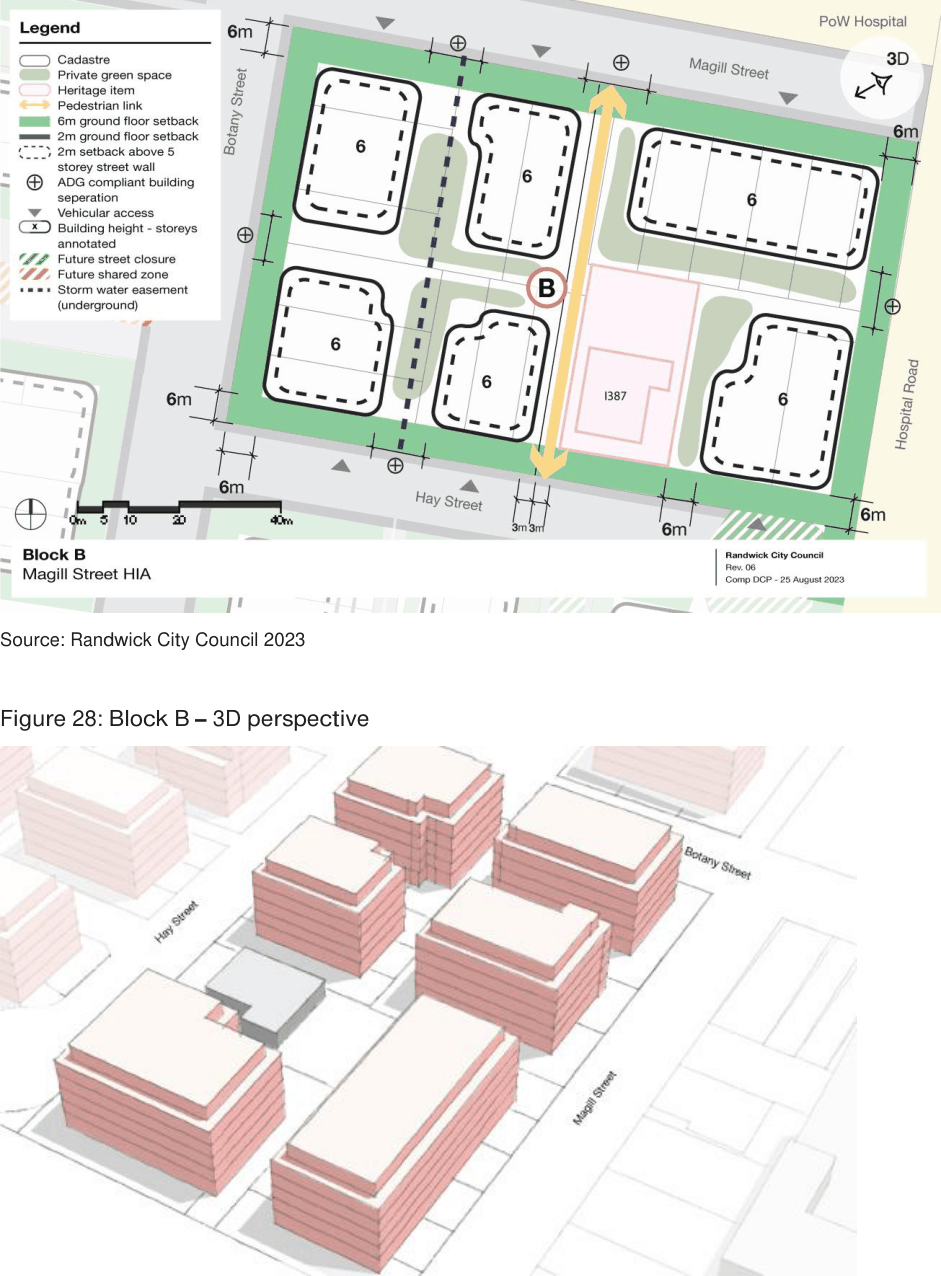 Legend
Cadastre
Private green space
Heritage item
Pedestrian link
6m ground floor setback
2m ground floor setback
2m setback above 5
storey street wall
ADG compliant building
seperation
Vehicular access
x
Building height - storeys
annotated
Future street closure
Future shared zone
Storm water easement
(underground)
6m
PoW Hospital
3D
Magill Street
Botany Street
6m
6
6
6
B
6
6
I387
6
Hospital Road
6m
6m
Hay Street
3m 3m
6m
6m
0m 5 10 20 40m
Block B
Magill Street HIA
Randwick City Council
Rev. 06
Comp DCP - 25 August 2023
Source: Randwick City Council 2023
Figure 28: Block B – 3D perspective
Botany Street
Hay Street
Magill Street